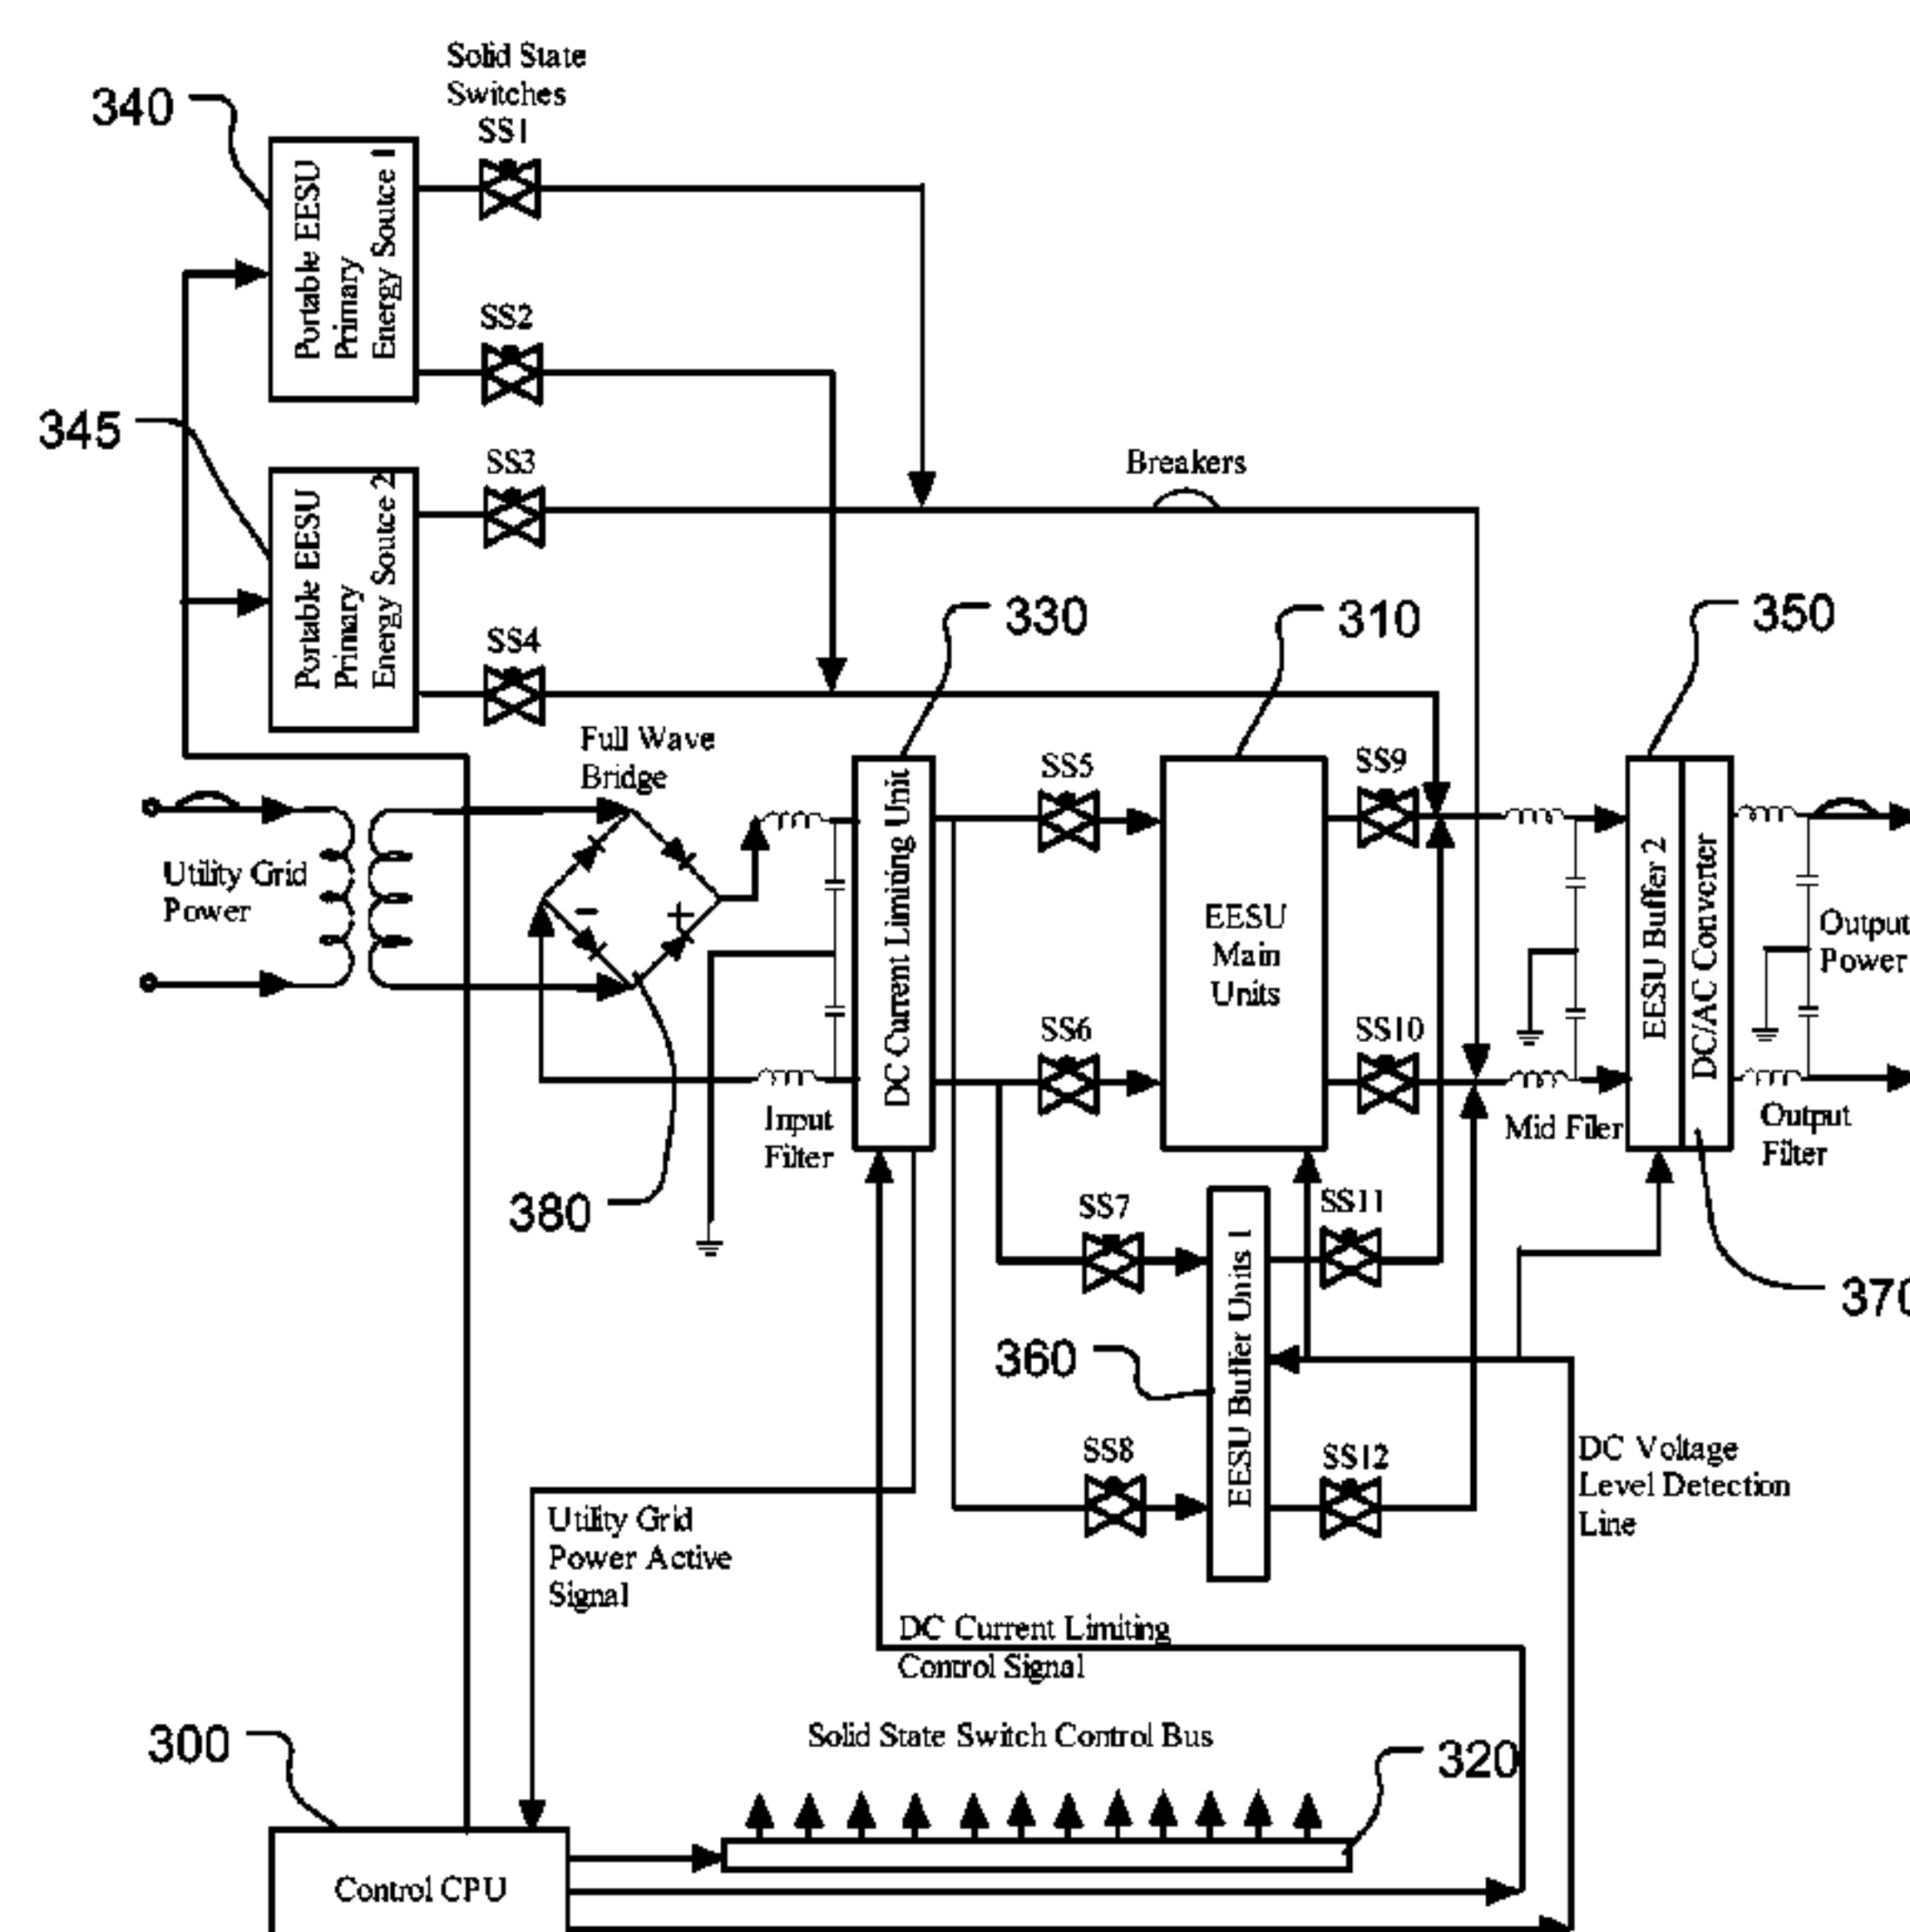 Solid State
Switches
SS1
340
Portable EESU
Primary
Energy Soutce 1
SS2
345
SS3
Breakers
Portable EESU
Primary
Energy Soutce 2
SS4
330
310
350
Full Wave
Bridge
SS5
SS9
Utility Grid
Power
DC Current Limiting Unit
EESU
Main
Units
EESU Buffer 2
DC/AC Converter
Output
Power
-
+
SS6
SS10
Input
Filter
Mid Filer
Output
Filter
380
SS7
SS11
370
EESU Buffer Units 1
360
SS8
SS12
DC Voltage
Level Detection
Line
Utility Grid
Power Active
Signal
DC Current Limiting
Control Signal
300
Solid State Switch Control Bus
320
Control CPU